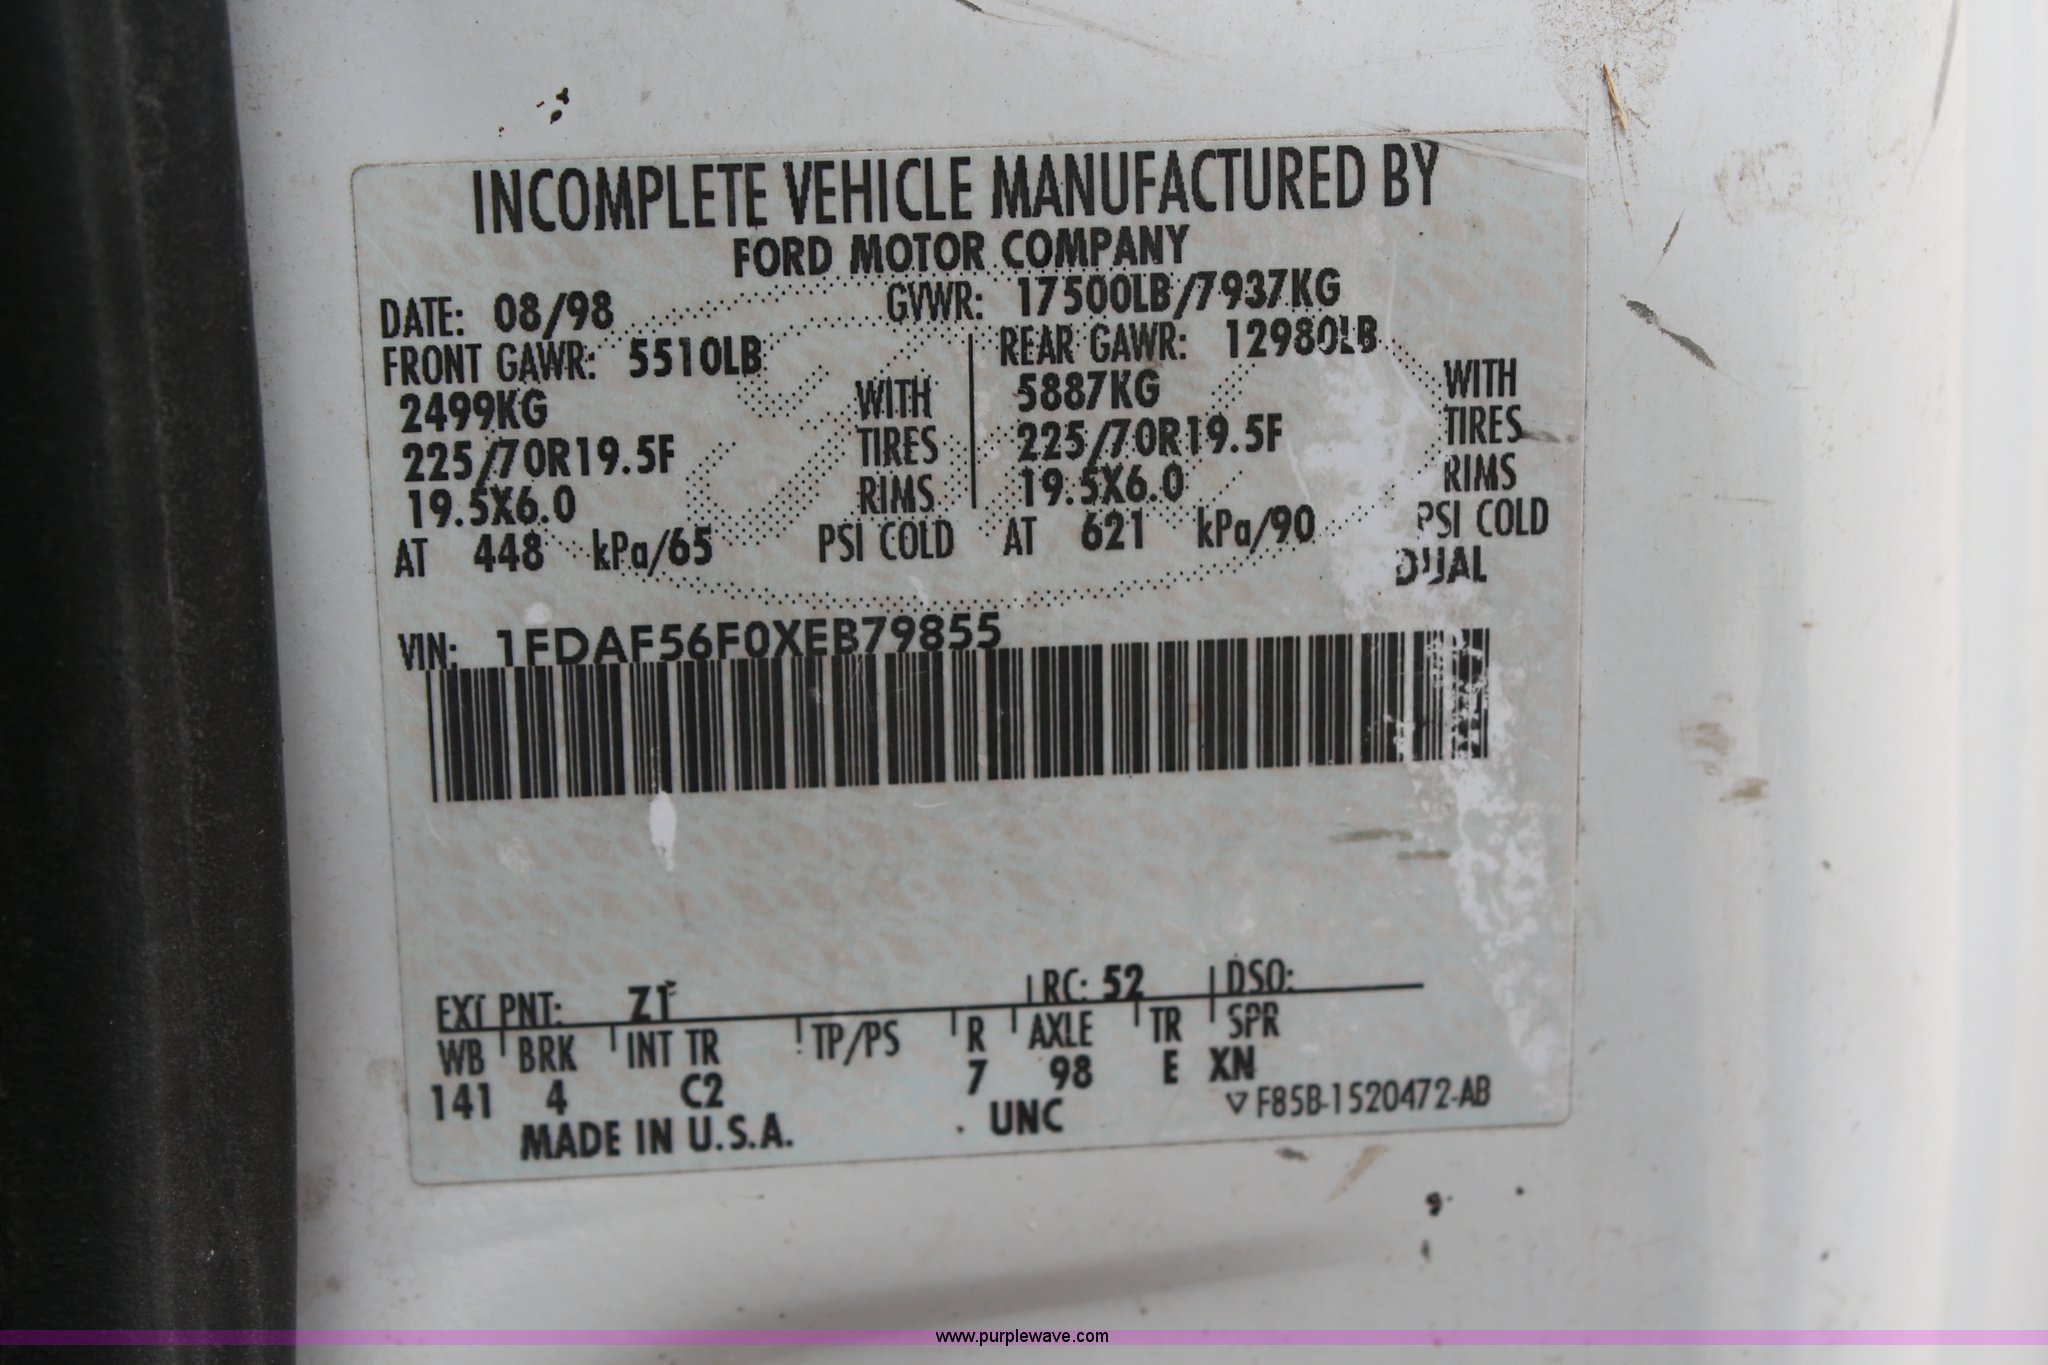 INCOMPLETE VEHICLE MANUFACTURED BY
FORD MOTOR COMPANY
DATE: 08/98 GVWR: 17500LB/7937KG
FRONT GAWR: 5510LB REAR GAWR: 12980LB
2499KG WITH 5887KG WITH
225/70R19.5F TIRES 225/70R19.5F TIRES
19.5X6.0 RIMS 19.5X6.0 RIMS
AT 448 kPa/65 PSI COLD AT 621 kPa/90 PSI COLD
DUAL
VIN: 1FDAF56F0XEB79855
EXT PNT: Z1 RC: 52 DSO:
WB BRK INT TR TP/PS R AXLE TR SPR
141 4 C2 7 98 E XN
MADE IN U.S.A. UNC F85B-1520472-AB
www.purplewave.com